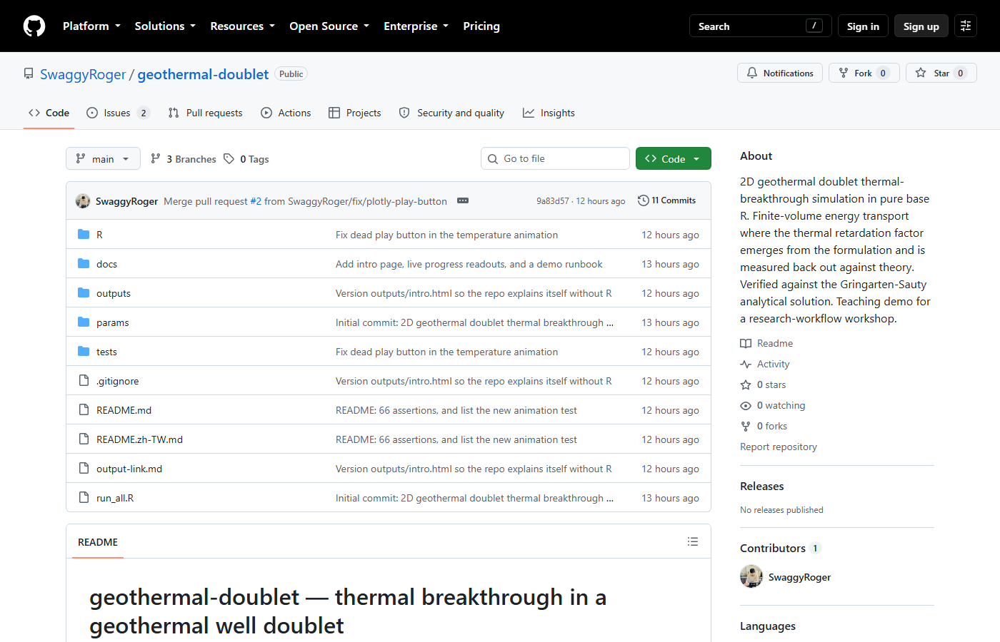 Platform Solutions Resources Open Source Enterprise Pricing Search / Sign in Sign up
SwaggyRoger / geothermal-doublet Public Notifications Fork 0 Star 0
Code Issues 2 Pull requests Actions Projects Security and quality Insights
main 3 Branches 0 Tags Go to file Code
SwaggyRoger Merge pull request #2 from SwaggyRoger/fix/plotly-play-button 9a83d57 · 12 hours ago 11 Commits
R Fix dead play button in the temperature animation 12 hours ago
docs Add intro page, live progress readouts, and a demo runbook 13 hours ago
outputs Version outputs/intro.html so the repo explains itself without R 12 hours ago
params Initial commit: 2D geothermal doublet thermal breakthrough ... 13 hours ago
tests Fix dead play button in the temperature animation 12 hours ago
.gitignore Version outputs/intro.html so the repo explains itself without R 12 hours ago
README.md README: 66 assertions, and list the new animation test 12 hours ago
README.zh-TW.md README: 66 assertions, and list the new animation test 12 hours ago
output-link.md Version outputs/intro.html so the repo explains itself without R 12 hours ago
run_all.R Initial commit: 2D geothermal doublet thermal breakthrough ... 13 hours ago
README
geothermal-doublet — thermal breakthrough in a
geothermal well doublet
About
2D geothermal doublet thermal-
breakthrough simulation in pure base
R. Finite-volume energy transport
where the thermal retardation factor
emerges from the formulation and is
measured back out against theory.
Verified against the Gringarten-Sauty
analytical solution. Teaching demo for
a research-workflow workshop.
Readme
Activity
0 stars
0 watching
0 forks
Report repository
Releases
No releases published
Contributors 1
SwaggyRoger
Languages